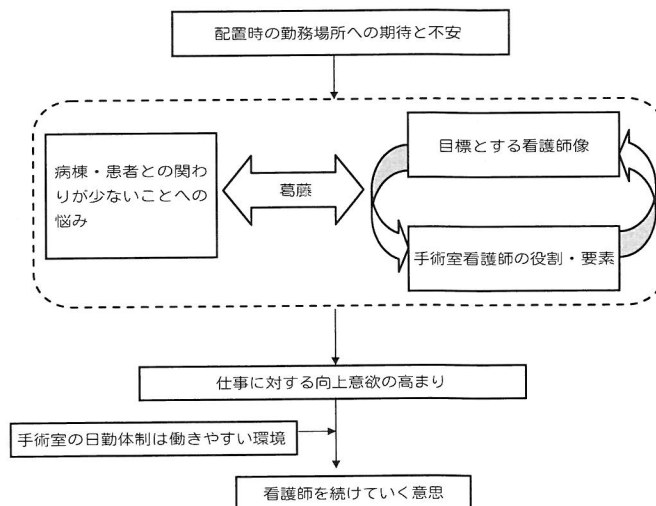 配置時の勤務場所への期待と不安
病棟・患者との関わ
りが少ないことへの
悩み
葛藤
目標とする看護師像
手術室看護師の役割・要素
仕事に対する向上意欲の高まり
手術室の日勤体制は働きやすい環境
看護師を続けていく意思